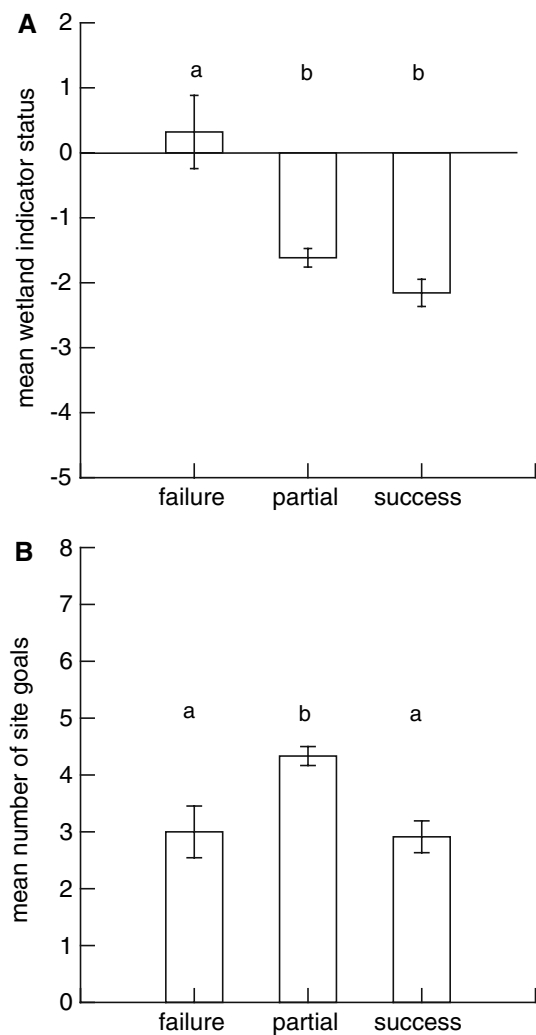 A
mean wetland indicator status
2
1
0
-1
-2
-3
-4
-5
a b b
failure partial success
B
mean number of site goals
8
7
6
5
4
3
2
1
0
a b a
failure partial success